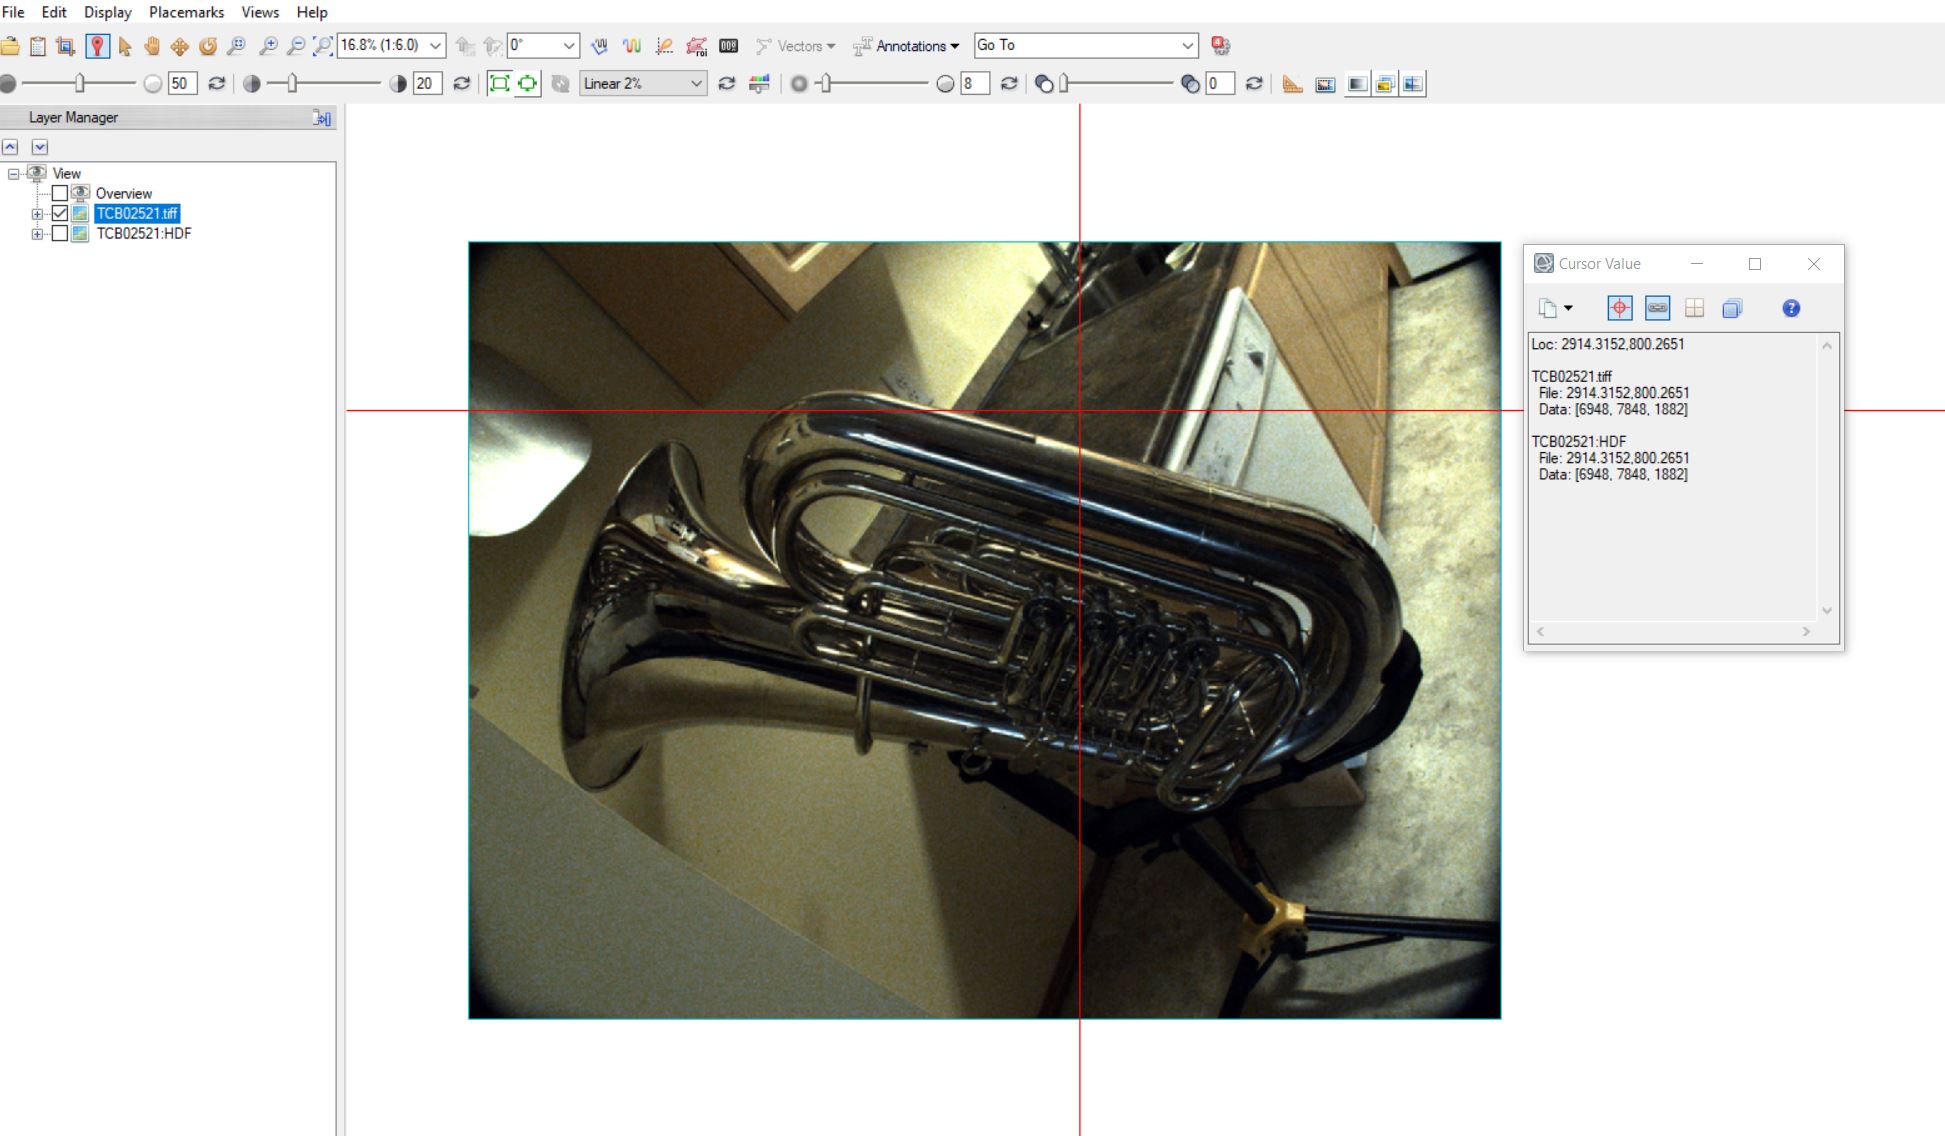 File Edit Display Placemarks Views Help
16.8% (1:6.0) 0° Vectors Annotations Go To
50 20 Linear 2% 8 0
Layer Manager
View
Overview
TCB02521.tiff
TCB02521:HDF
Cursor Value
Loc: 2914.3152,800.2651
TCB02521.tiff
File: 2914.3152,800.2651
Data: [6948, 7848, 1882]
TCB02521:HDF
File: 2914.3152,800.2651
Data: [6948, 7848, 1882]